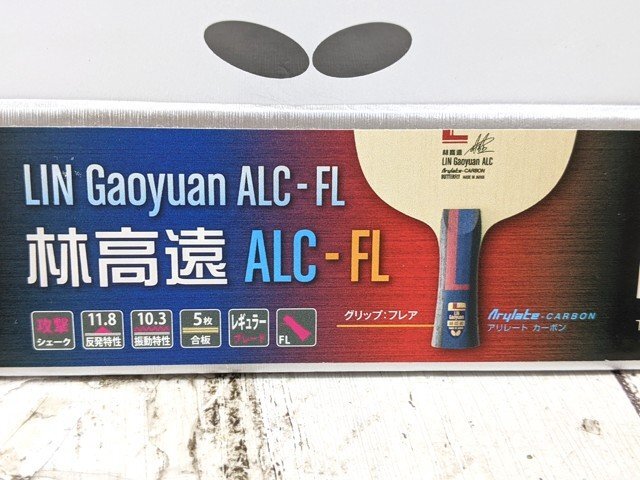 林高遠
LIN Gaoyuan ALC
Arylate-CARBON
BUTTERFLY MADE IN JAPAN
LIN Gaoyuan ALC-FL
林高遠 ALC-FL
攻撃
シェーク
11.8
反発特性
10.3
振動特性
5枚
合板
レギュラー
グレード
FL
グリップ:フレア
Arylate-CARBON
アリレート カーボン